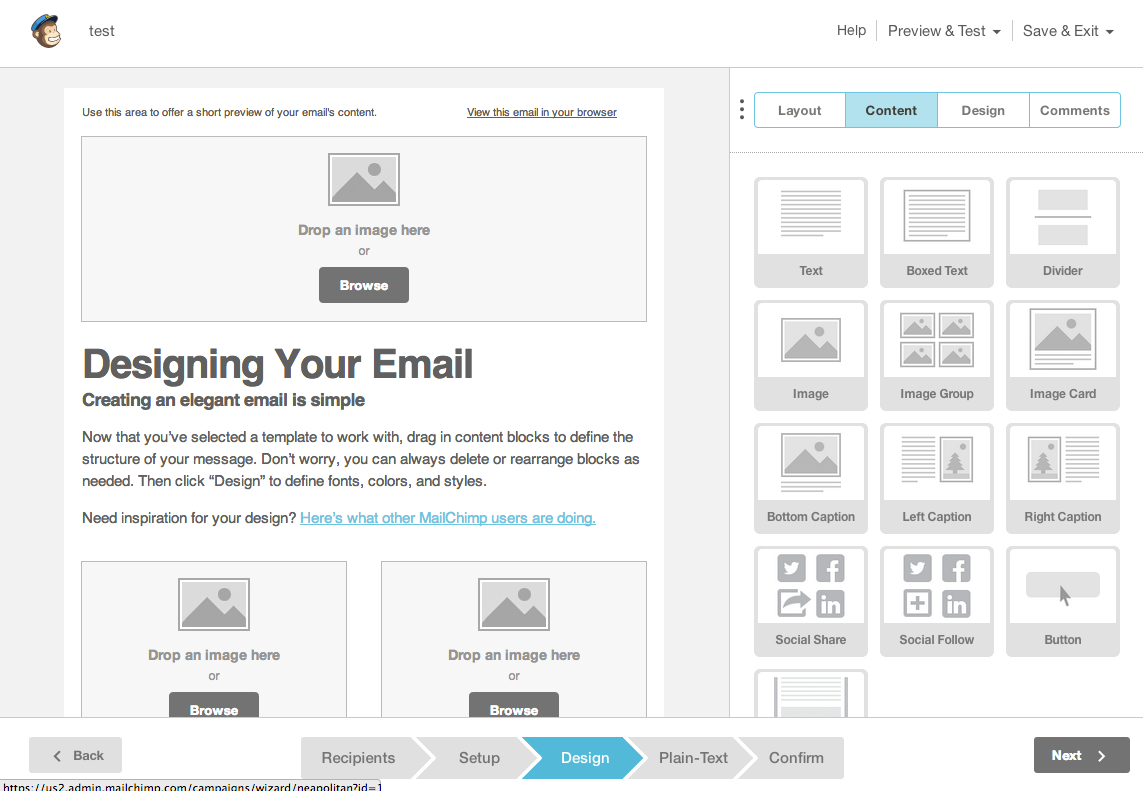 test
Help
Preview & Test
Save & Exit
Use this area to offer a short preview of your email's content.
View this email in your browser
Drop an image here
or
Browse
Designing Your Email
Creating an elegant email is simple
Now that you've selected a template to work with, drag in content blocks to define the
structure of your message. Don't worry, you can always delete or rearrange blocks as
needed. Then click “Design” to define fonts, colors, and styles.
Need inspiration for your design? Here's what other MailChimp users are doing.
Drop an image here
or
Browse
Drop an image here
or
Browse
Layout
Content
Design
Comments
Text
Boxed Text
Divider
Image
Image Group
Image Card
Bottom Caption
Left Caption
Right Caption
Social Share
Social Follow
Button
Back
Recipients
Setup
Design
Plain-Text
Confirm
Next
https://us2.admin.mailchimp.com/campaigns/wizard/neapolitan?id=1